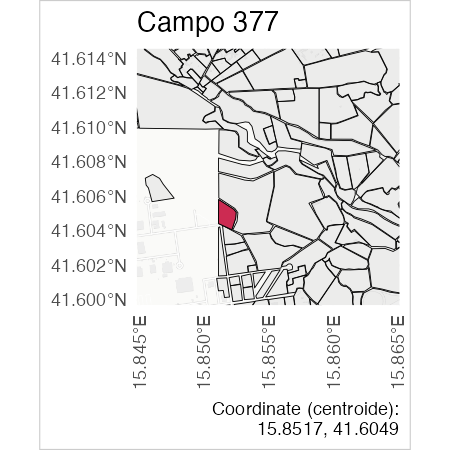 Campo 377
41.614°N
41.612°N
41.610°N
41.608°N
41.606°N
41.604°N
41.602°N
41.600°N
15.845°E
15.850°E
15.855°E
15.860°E
15.865°E
Coordinate (centroide):
15.8517, 41.6049